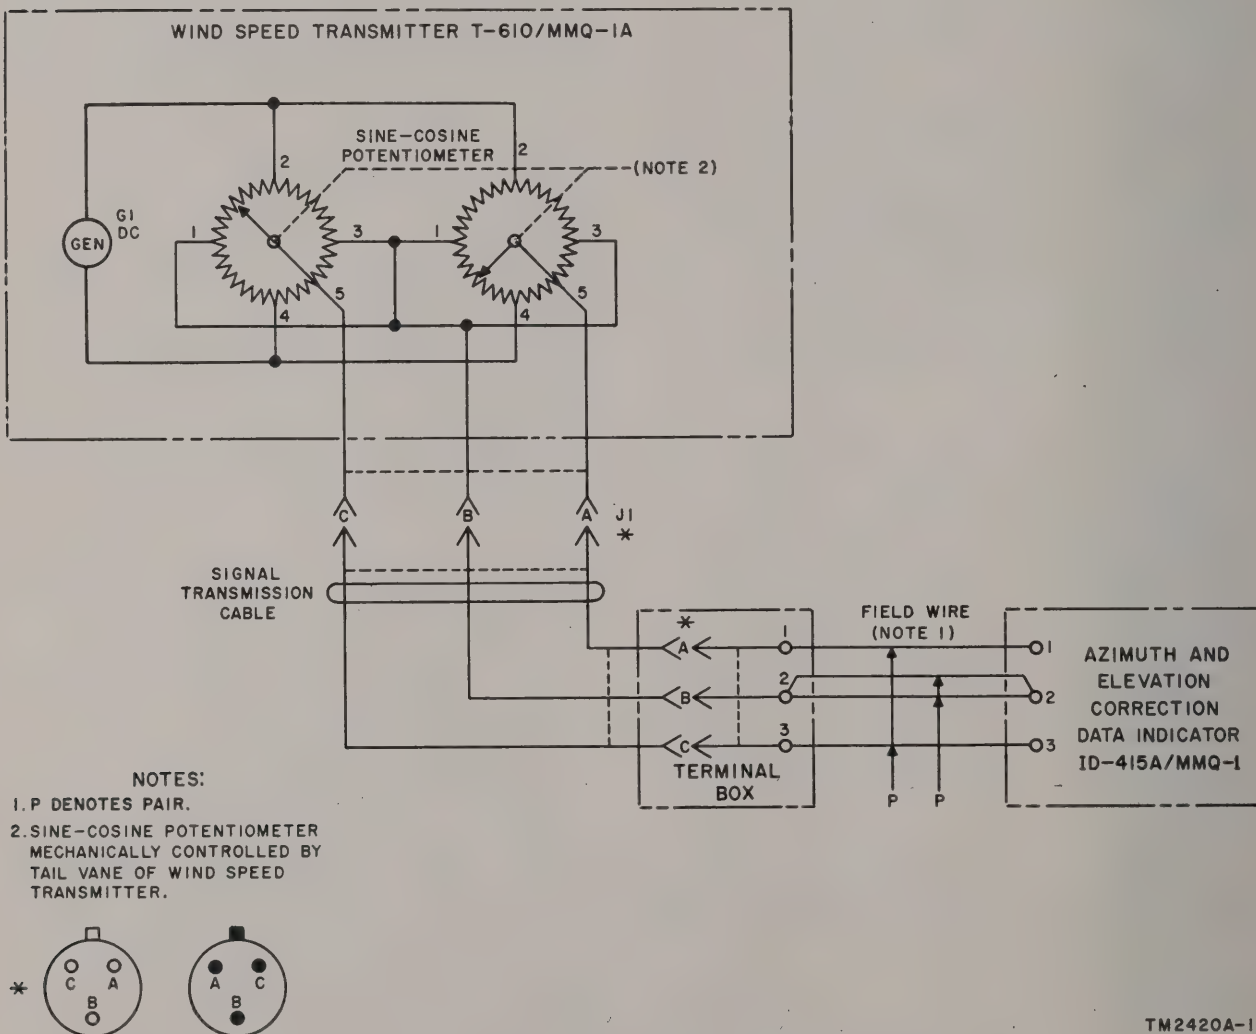 WIND SPEED TRANSMITTER T-610/MMQ-1A
SINE-COSINE
POTENTIOMETER
(NOTE 2)
2
2
G1
DC
GEN
1
3
1
3
5
5
4
4
C
B
A
J1
*
SIGNAL
TRANSMISSION
CABLE
*
FIELD WIRE
(NOTE 1)
A
1
1
B
2
2
C
3
3
TERMINAL
BOX
P
P
AZIMUTH AND
ELEVATION
CORRECTION
DATA INDICATOR
ID-415A/MMQ-1
NOTES:
1. P DENOTES PAIR.
2. SINE-COSINE POTENTIOMETER
MECHANICALLY CONTROLLED BY
TAIL VANE OF WIND SPEED
TRANSMITTER.
*
C A
B
A C
B
TM2420A-1